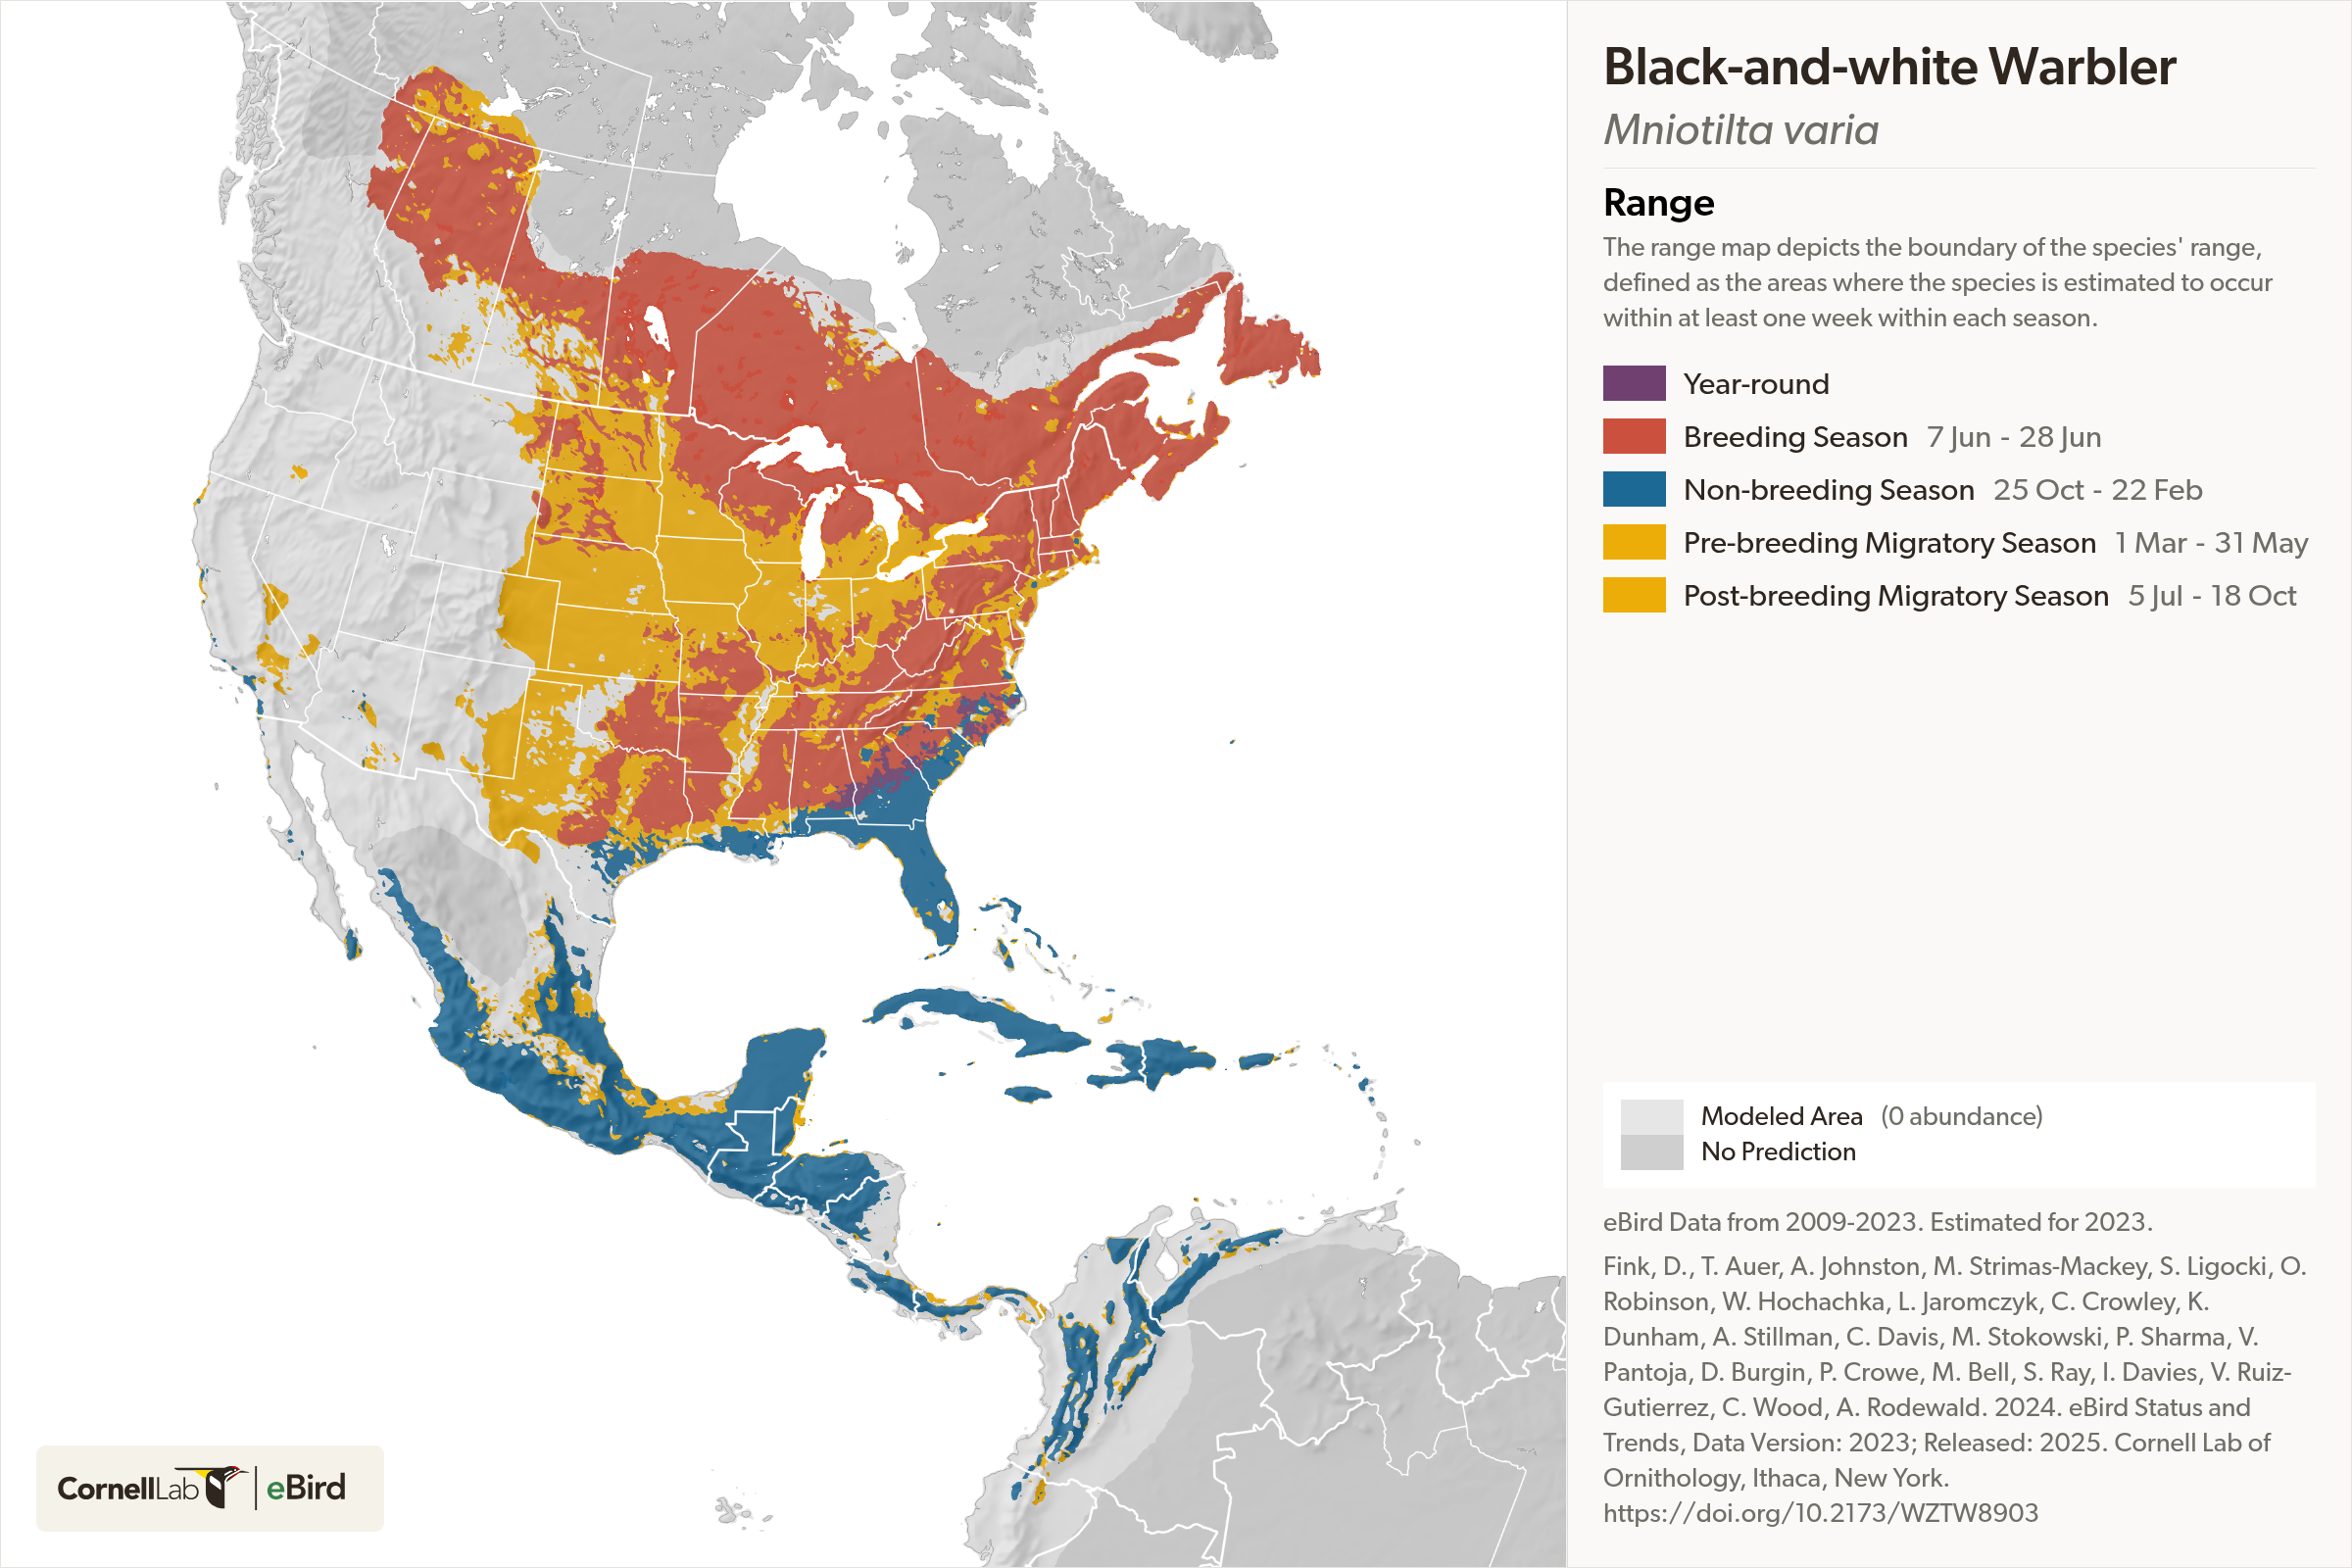 Black-and-white Warbler
Mniotilta varia
Range
The range map depicts the boundary of the species' range,
defined as the areas where the species is estimated to occur
within at least one week within each season.
Year-round
Breeding Season 7 Jun - 28 Jun
Non-breeding Season 25 Oct - 22 Feb
Pre-breeding Migratory Season 1 Mar - 31 May
Post-breeding Migratory Season 5 Jul - 18 Oct
Modeled Area (0 abundance)
No Prediction
eBird Data from 2009-2023. Estimated for 2023.
Fink, D., T. Auer, A. Johnston, M. Strimas-Mackey, S. Ligocki, O.
Robinson, W. Hochachka, L. Jaromczyk, C. Crowley, K.
Dunham, A. Stillman, C. Davis, M. Stokowski, P. Sharma, V.
Pantoja, D. Burgin, P. Crowe, M. Bell, S. Ray, I. Davies, V. Ruiz-
Gutierrez, C. Wood, A. Rodewald. 2024. eBird Status and
Trends, Data Version: 2023; Released: 2025. Cornell Lab of
Ornithology, Ithaca, New York.
https://doi.org/10.2173/WZTW8903
CornellLab eBird